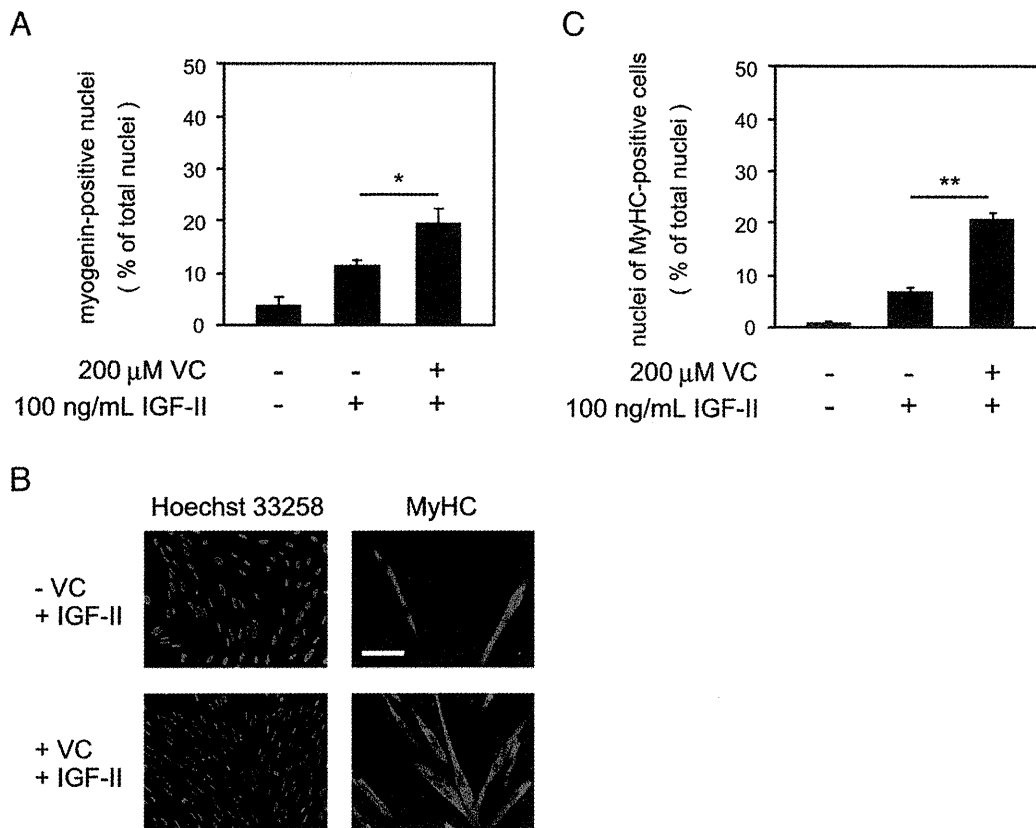 A
myogenin-positive nuclei
( % of total nuclei )
50
40
30
20
10
0
*
200 μM VC - - +
100 ng/mL IGF-II - + +
C
nuclei of MyHC-positive cells
( % of total nuclei )
50
40
30
20
10
0
**
200 μM VC - - +
100 ng/mL IGF-II - + +
B
Hoechst 33258 MyHC
- VC
+ IGF-II
+ VC
+ IGF-II